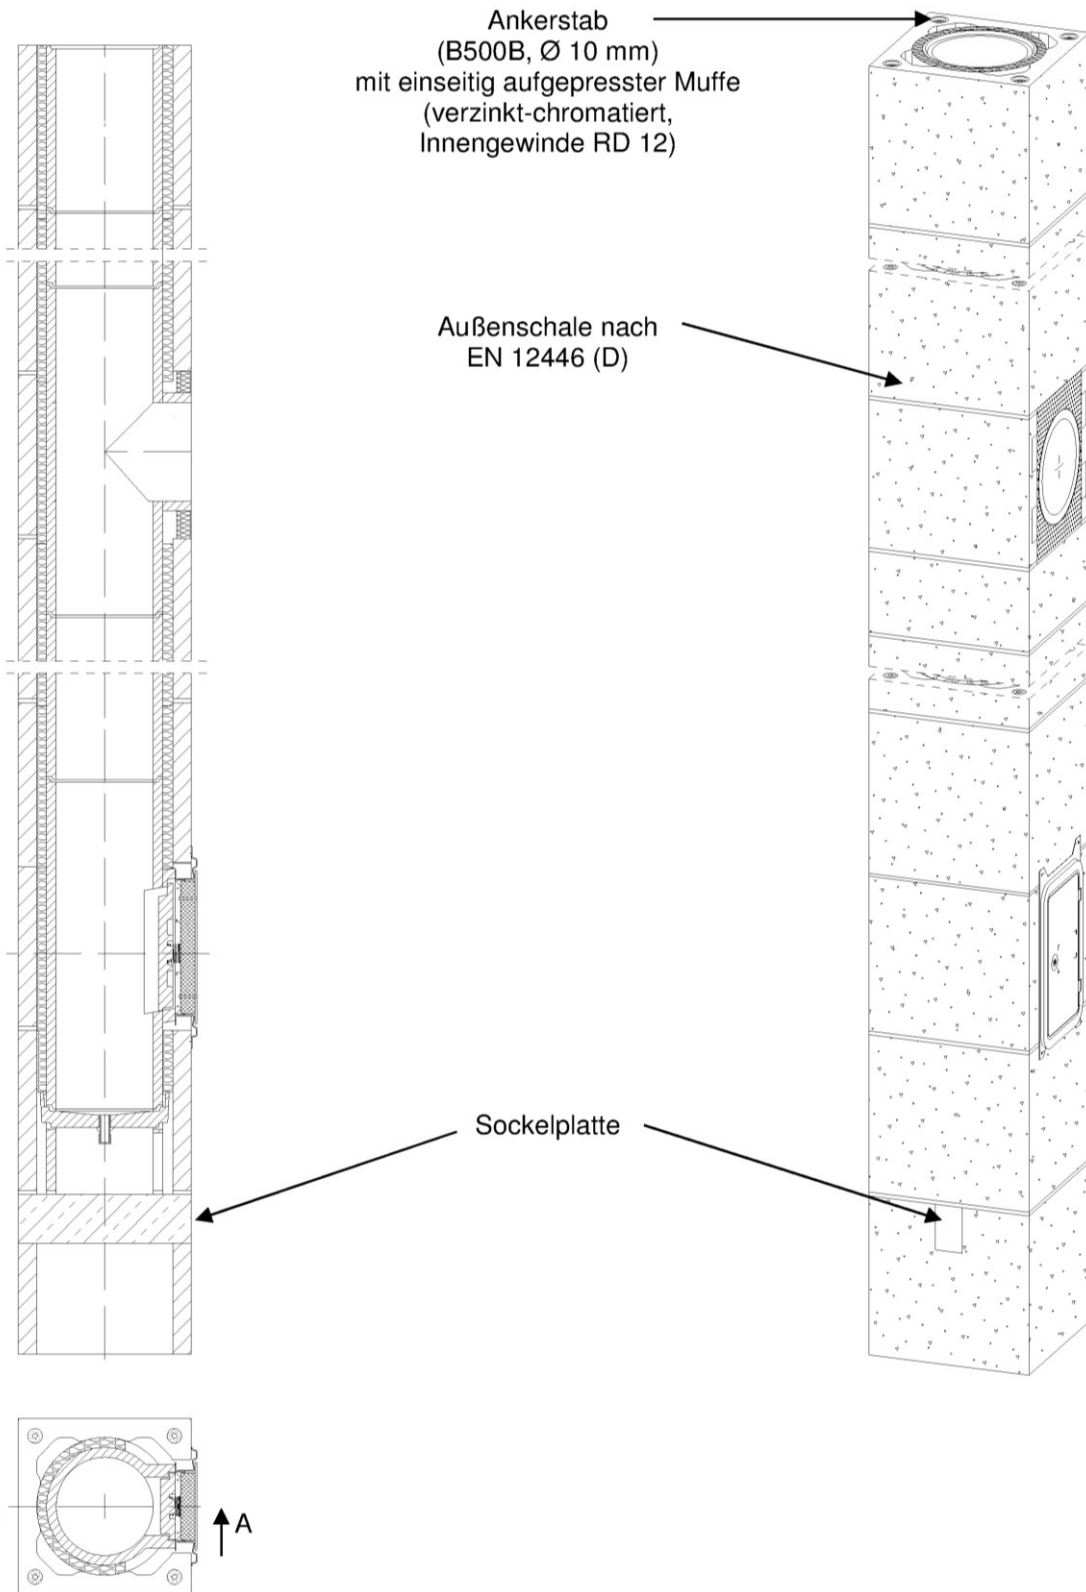 Ankerstab
(B500B, Ø 10 mm)
mit einseitig aufgepresster Muffe
(verzinkt-chromatiert,
Innengewinde RD 12)
Außenschale nach
EN 12446 (D)
Sockelplatte
A